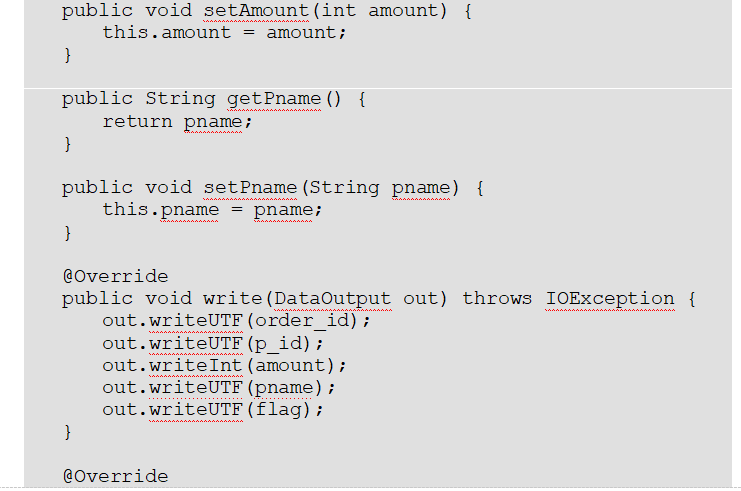 public void setAmount(int amount) {
this.amount = amount;
}
public String getPname() {
return pname;
}
public void setPname(String pname) {
this.pname = pname;
}
@Override
public void write(DataOutput out) throws IOException {
out.writeUTF(order_id);
out.writeUTF(p_id);
out.writeInt(amount);
out.writeUTF(pname);
out.writeUTF(flag);
}
@Override